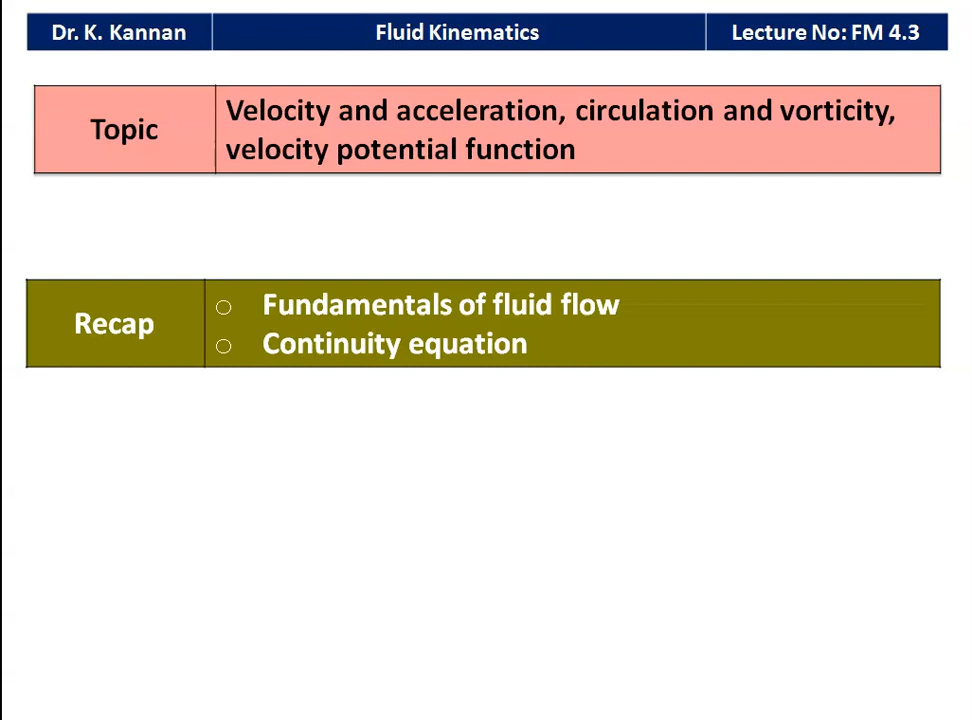 Dr. K. Kannan
Fluid Kinematics
Lecture No: FM 4.3
Topic
Velocity and acceleration, circulation and vorticity,
velocity potential function
Recap
Fundamentals of fluid flow
Continuity equation